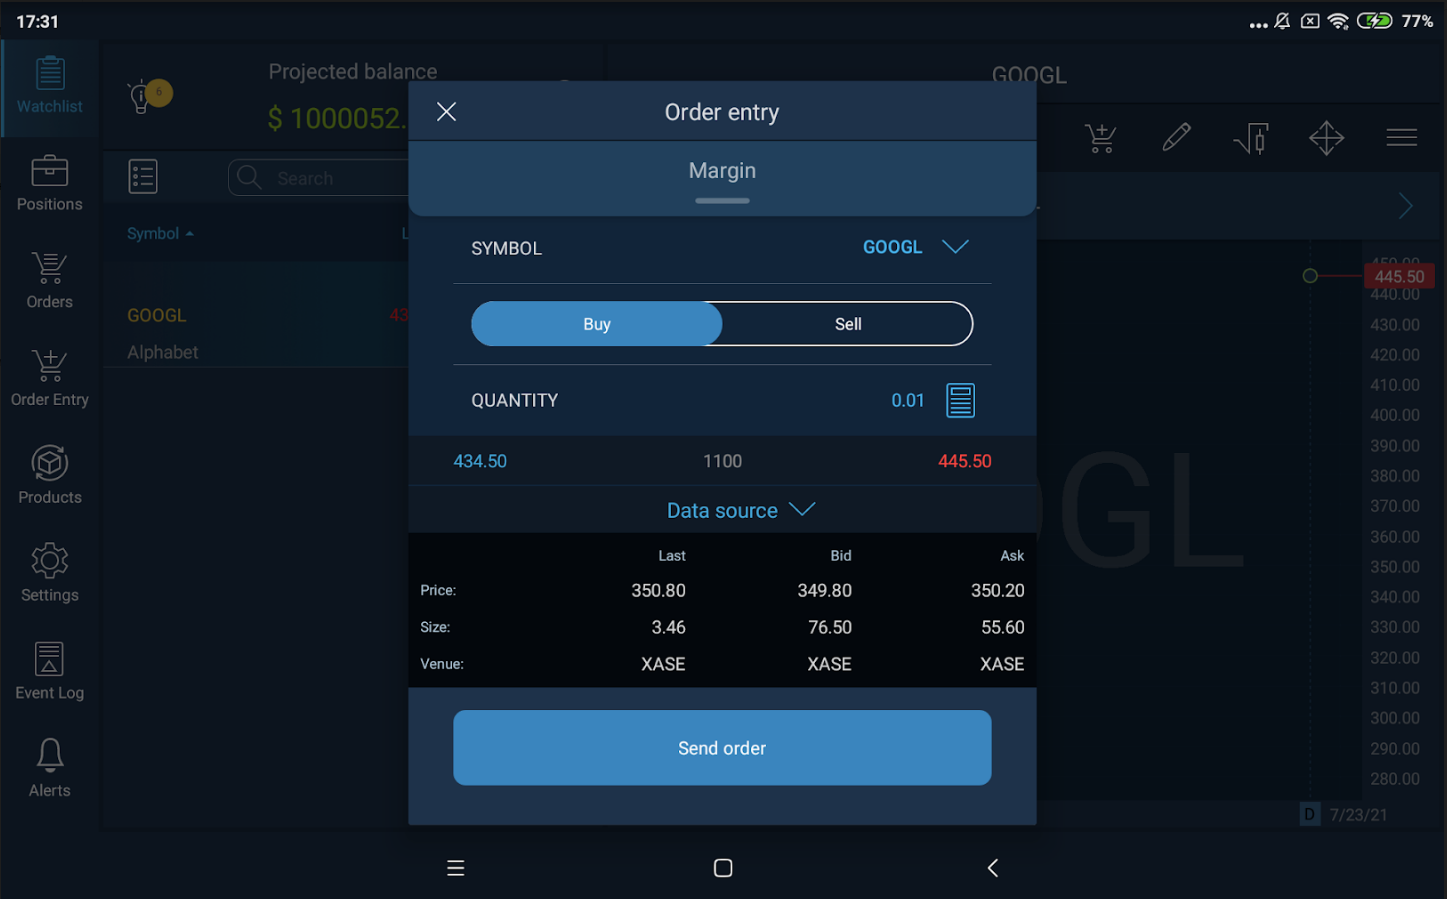 17:31
77%
Watchlist
Positions
Orders
Order Entry
Products
Settings
Event Log
Alerts
6
Projected balance
$ 1000052.
Search
Symbol
L
GOOGL
43
Alphabet
Order entry
Margin
SYMBOL
GOOGL
Buy
Sell
QUANTITY
0.01
434.50 1100 445.50
Data source
Last Bid Ask
Price: 350.80 349.80 350.20
Size: 3.46 76.50 55.60
Venue: XASE XASE XASE
Send order
GOOGL
450.00
445.50
440.00
430.00
420.00
410.00
400.00
390.00
380.00
370.00
360.00
350.00
340.00
330.00
320.00
310.00
300.00
290.00
280.00
OGL
D 7/23/21